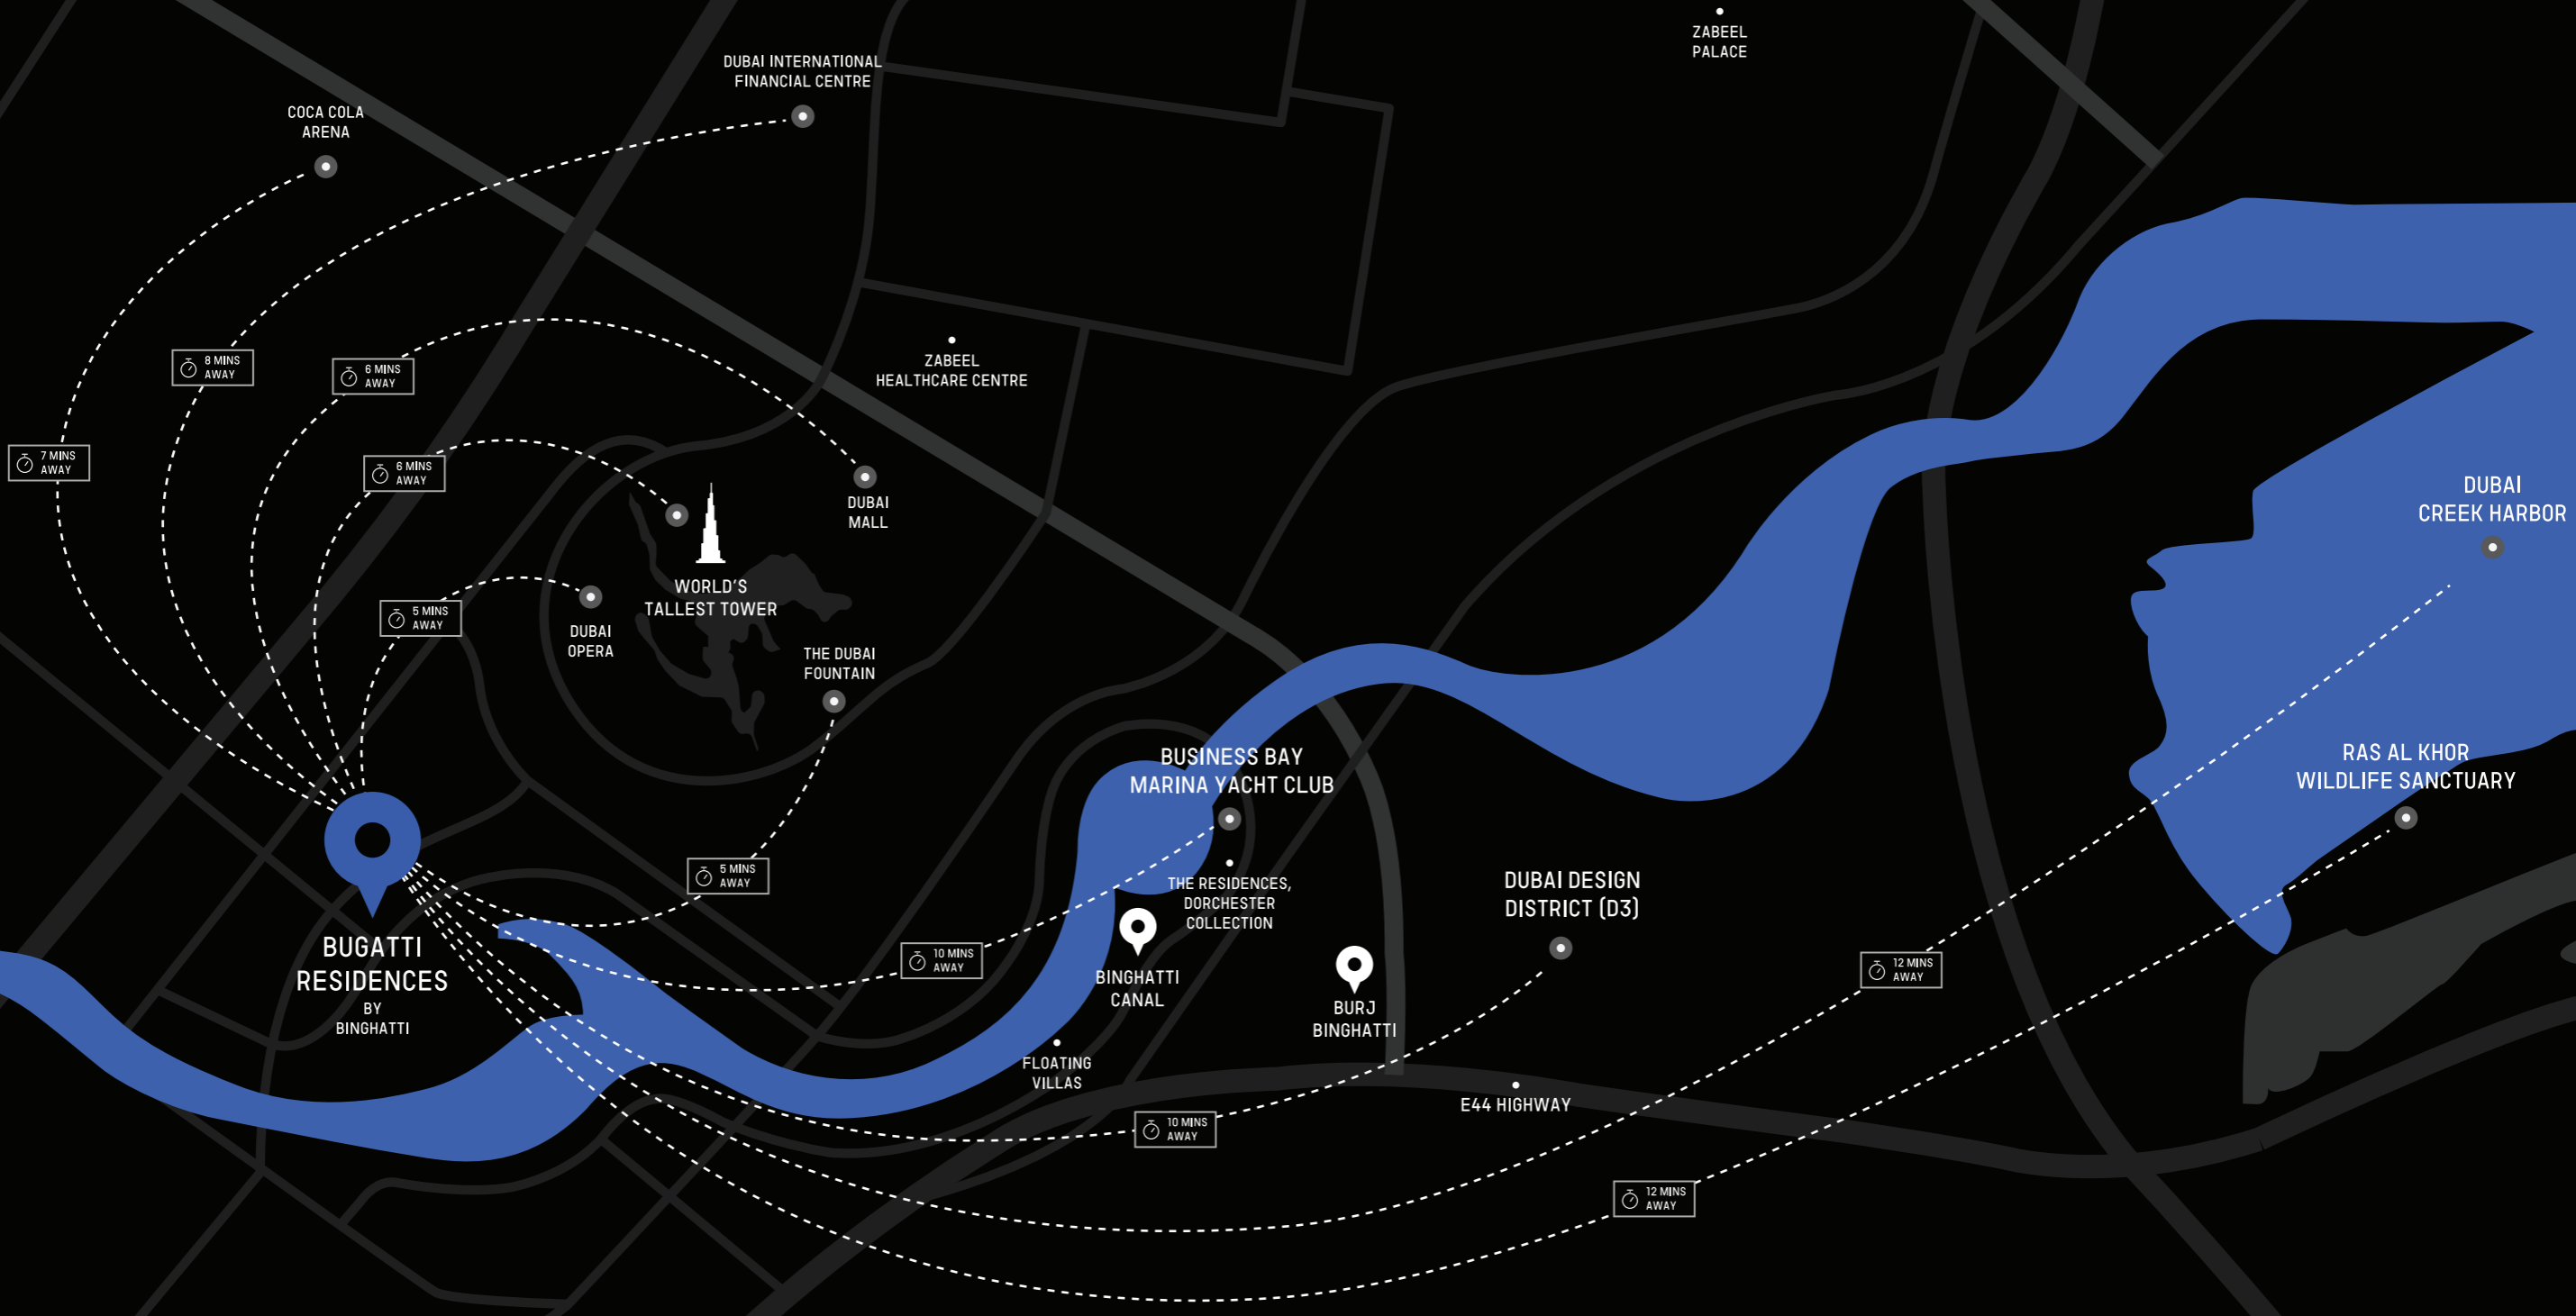 ZABEEL
PALACE
DUBAI INTERNATIONAL
FINANCIAL CENTRE
COCA COLA
ARENA
8 MINS
AWAY
6 MINS
AWAY
ZABEEL
HEALTHCARE CENTRE
7 MINS
AWAY
6 MINS
AWAY
DUBAI
MALL
DUBAI
CREEK HARBOR
WORLD'S
TALLEST TOWER
5 MINS
AWAY
DUBAI
OPERA
THE DUBAI
FOUNTAIN
BUSINESS BAY
MARINA YACHT CLUB
RAS AL KHOR
WILDLIFE SANCTUARY
5 MINS
AWAY
THE RESIDENCES,
DORCHESTER
COLLECTION
DUBAI DESIGN
DISTRICT (D3)
BUGATTI
RESIDENCES
BY
BINGHATTI
10 MINS
AWAY
BINGHATTI
CANAL
12 MINS
AWAY
BURJ
BINGHATTI
FLOATING
VILLAS
E44 HIGHWAY
10 MINS
AWAY
12 MINS
AWAY